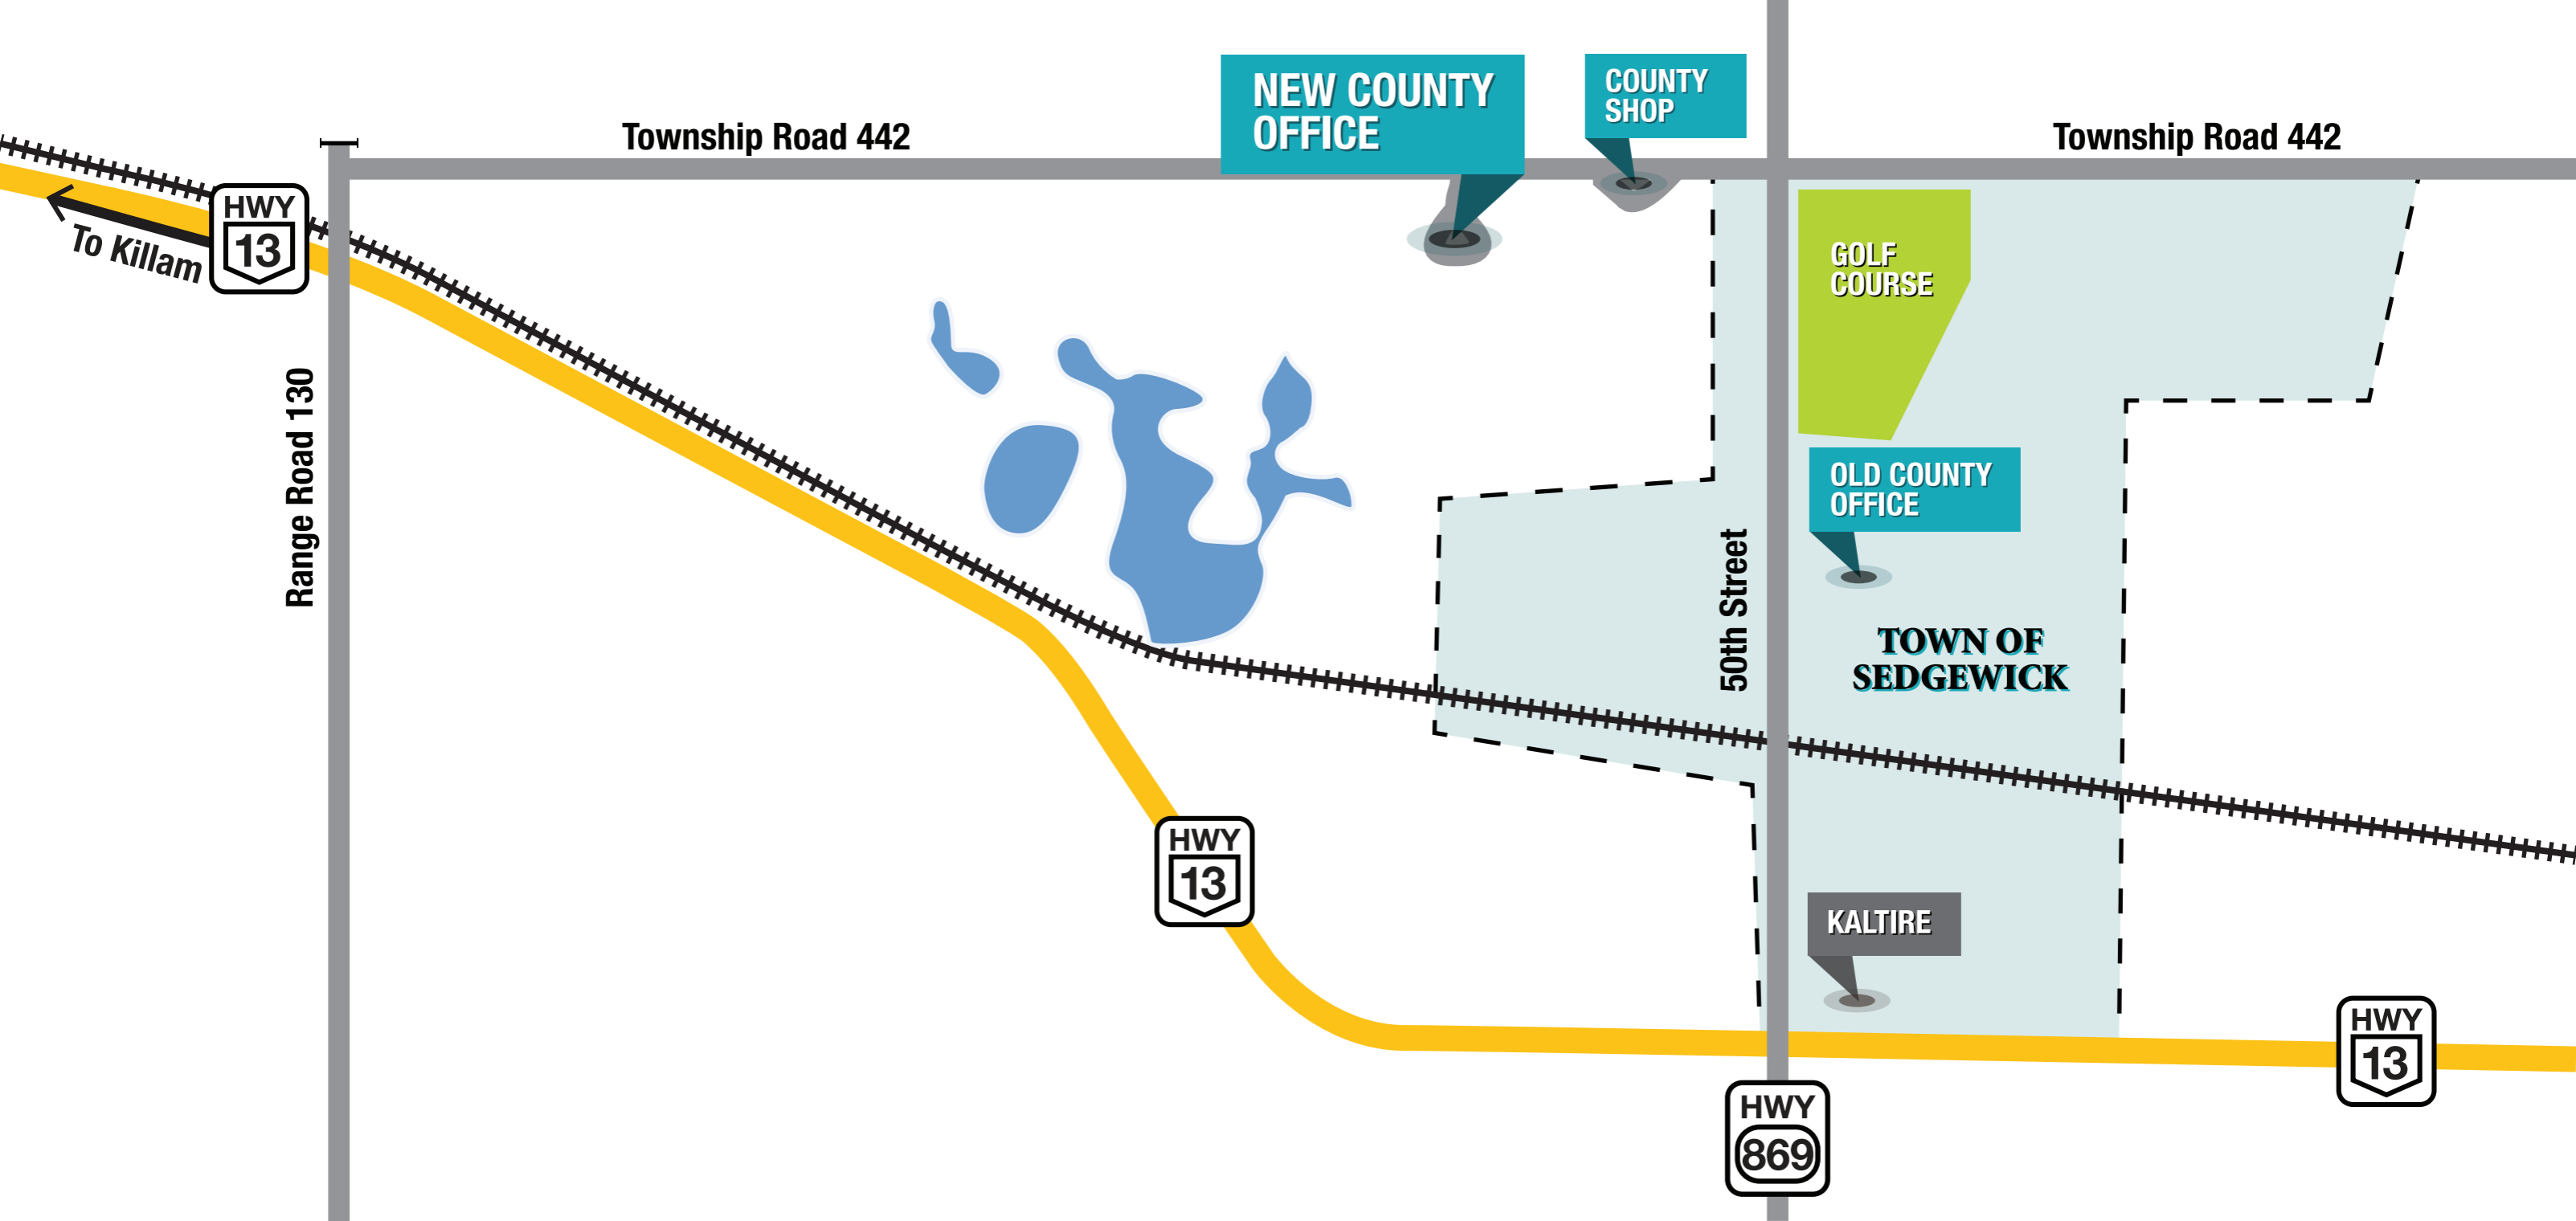 NEW COUNTY
OFFICE
COUNTY
SHOP
Township Road 442
Township Road 442
HWY
13
To Killam
GOLF
COURSE
Range Road 130
OLD COUNTY
OFFICE
50th Street
TOWN OF
SEDGEWICK
HWY
13
KALTIRE
HWY
13
HWY
869